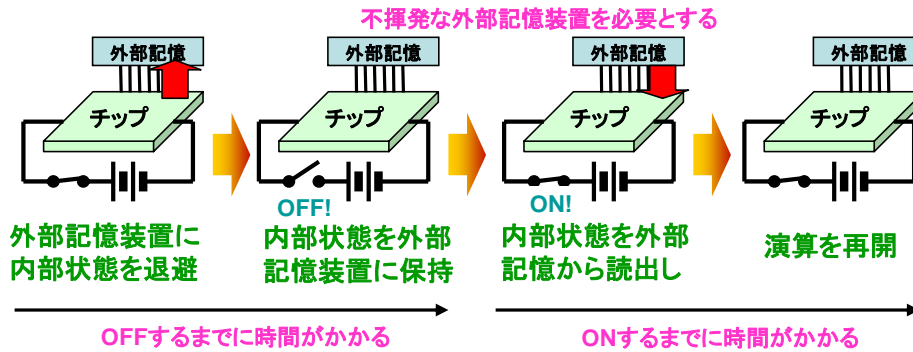 不揮発な外部記憶装置を必要とする
外部記憶
チップ
外部記憶装置に
内部状態を退避
外部記憶
チップ
OFF!
内部状態を外部
記憶装置に保持
外部記憶
チップ
ON!
内部状態を外部
記憶から読出し
外部記憶
チップ
演算を再開
OFFするまでに時間がかかる
ONするまでに時間がかかる